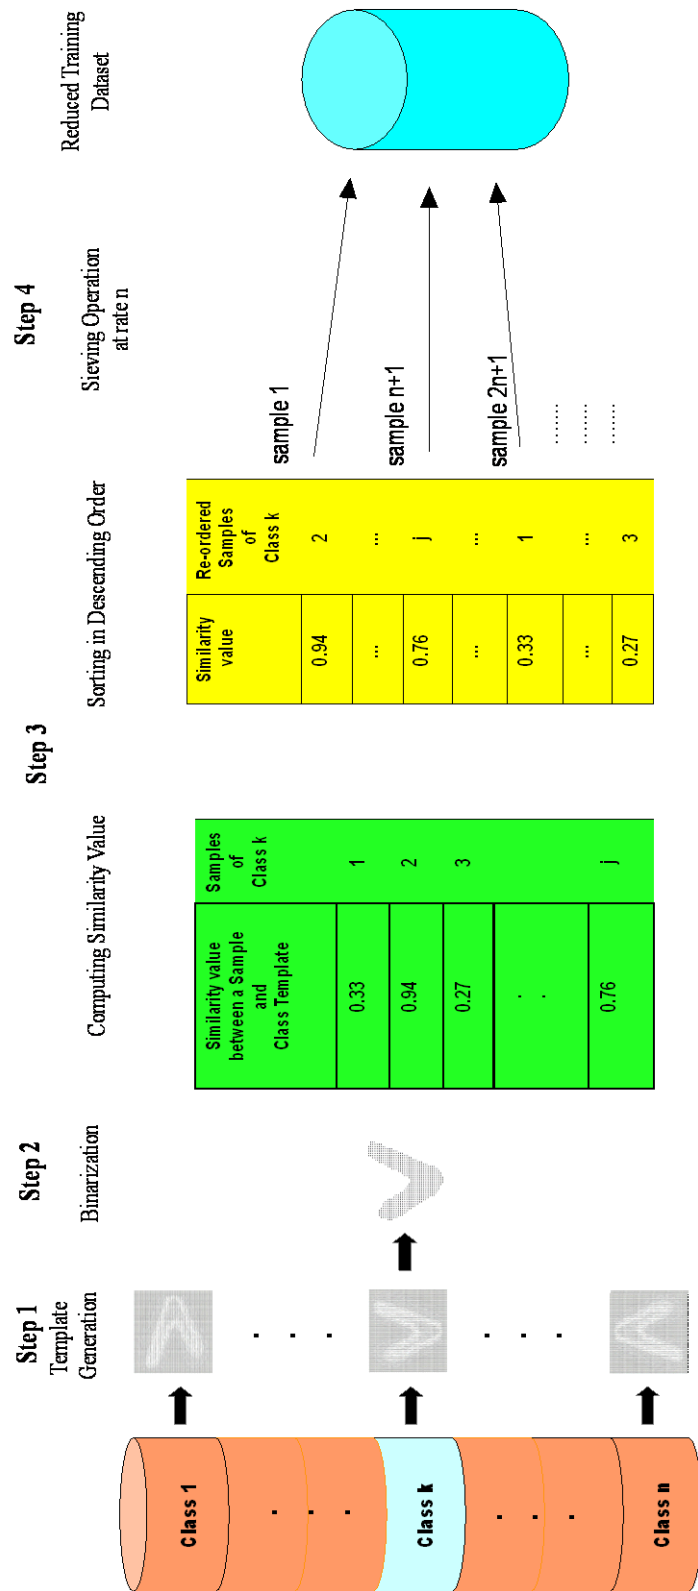 Step 1
Template
Generation
Class 1
. . .
Class k
. . .
Class n
. . .
. . .
Step 2
Binarization
Step 3
Computing Similarity Value
Similarity value
between a Sample
and
Class Template
Samples
of
Class k
0.33 1
0.94 2
0.27 3
. .
0.76 j
Sorting in Descending Order
Similarity
value
Re-ordered
Samples
of
Class k
0.94 2
... ...
0.76 j
... ...
0.33 1
... ...
0.27 3
Step 4
Sieving Operation
at rate n
sample 1
sample n+1
sample 2n+1
.......
.......
.......
Reduced Training
Dataset